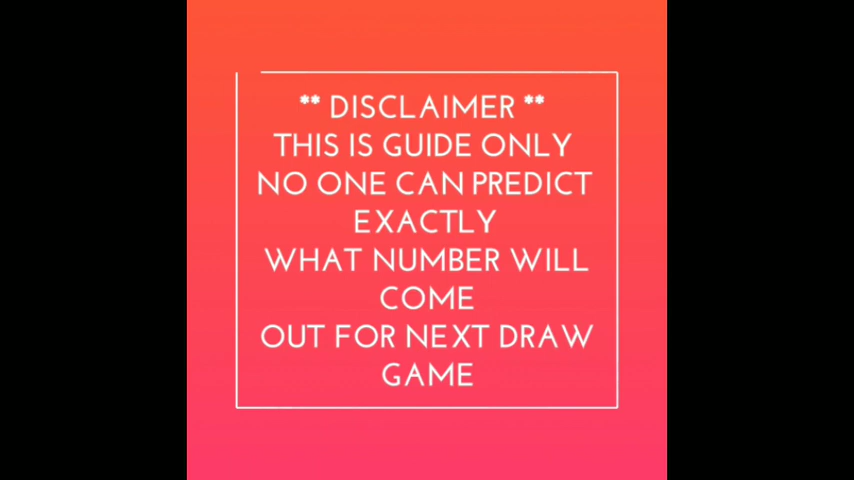 ** DISCLAIMER **
THIS IS GUIDE ONLY
NO ONE CAN PREDICT
EXACTLY
WHAT NUMBER WILL
COME
OUT FOR NEXT DRAW
GAME